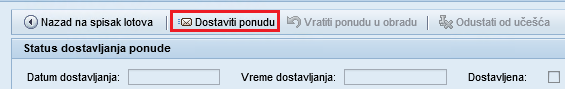 Nazad na spisak lotova Dostaviti ponudu Vratiti ponudu u obradu Odustati od učešća
Status dostavljanja ponude
Datum dostavljanja: Vreme dostavljanja: Dostavljena: